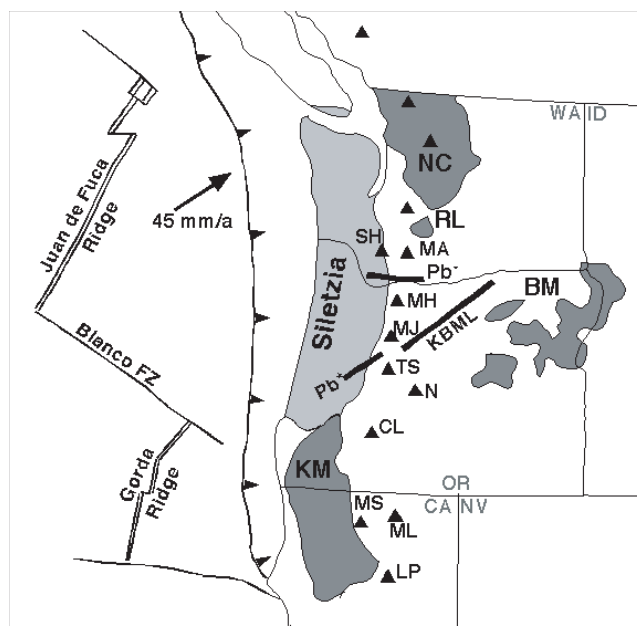 WA ID
NC
Juan de Fuca
Ridge
45 mm/a
RL
SH
MA
Pb*
BM
MH
KBML
Siletzia
MJ
Blanco FZ
TS
Pb*
N
CL
KM
OR
CA NV
Gorda
Ridge
MS
ML
LP